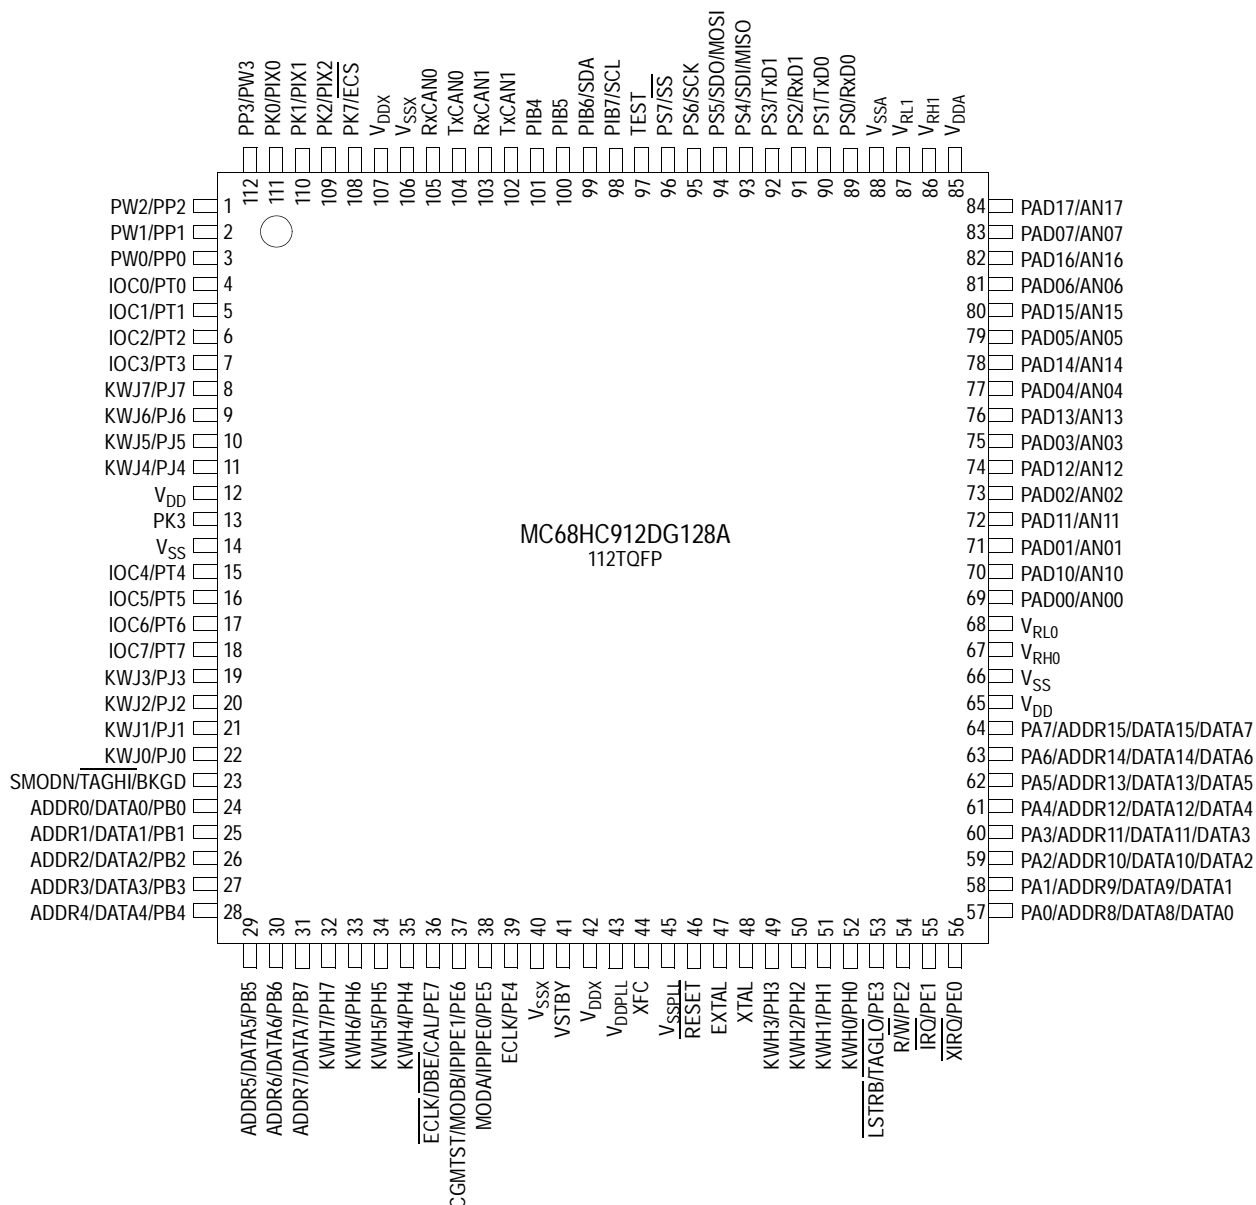 PP3/PW3
PK0/PIX0
PK1/PIX1
PK2/PIX2
PK7/ECS
VDDX
VSSX
RxCAN0
TxCAN0
RxCAN1
TxCAN1
PIB4
PIB5
PIB6/SDA
PIB7/SCL
TEST
PS7/SS
PS6/SCK
PS5/SDO/MOSI
PS4/SDI/MISO
PS3/TxD1
PS2/RxD1
PS1/TxD0
PS0/RxD0
VSSA
VRL1
VRH1
VDDA
112
111
110
109
108
107
106
105
104
103
102
101
100
99
98
97
96
95
94
93
92
91
90
89
88
87
86
85
PW2/PP2 1
PW1/PP1 2
PW0/PP0 3
IOC0/PT0 4
IOC1/PT1 5
IOC2/PT2 6
IOC3/PT3 7
KWJ7/PJ7 8
KWJ6/PJ6 9
KWJ5/PJ5 10
KWJ4/PJ4 11
VDD 12
PK3 13
VSS 14
IOC4/PT4 15
IOC5/PT5 16
IOC6/PT6 17
IOC7/PT7 18
KWJ3/PJ3 19
KWJ2/PJ2 20
KWJ1/PJ1 21
KWJ0/PJ0 22
SMODN/TAGHI/BKGD 23
ADDR0/DATA0/PB0 24
ADDR1/DATA1/PB1 25
ADDR2/DATA2/PB2 26
ADDR3/DATA3/PB3 27
ADDR4/DATA4/PB4 28
MC68HC912DG128A
112TQFP
84 PAD17/AN17
83 PAD07/AN07
82 PAD16/AN16
81 PAD06/AN06
80 PAD15/AN15
79 PAD05/AN05
78 PAD14/AN14
77 PAD04/AN04
76 PAD13/AN13
75 PAD03/AN03
74 PAD12/AN12
73 PAD02/AN02
72 PAD11/AN11
71 PAD01/AN01
70 PAD10/AN10
69 PAD00/AN00
68 VRL0
67 VRH0
66 VSS
65 VDD
64 PA7/ADDR15/DATA15/DATA7
63 PA6/ADDR14/DATA14/DATA6
62 PA5/ADDR13/DATA13/DATA5
61 PA4/ADDR12/DATA12/DATA4
60 PA3/ADDR11/DATA11/DATA3
59 PA2/ADDR10/DATA10/DATA2
58 PA1/ADDR9/DATA9/DATA1
57 PA0/ADDR8/DATA8/DATA0
29
30
31
32
33
34
35
36
37
38
39
40
41
42
43
44
45
46
47
48
49
50
51
52
53
54
55
56
ADDR5/DATA5/PB5
ADDR6/DATA6/PB6
ADDR7/DATA7/PB7
KWH7/PH7
KWH6/PH6
KWH5/PH5
KWH4/PH4
ECLK/DBE/CAL/PE7
CGMTST/MODB/IPIPE1/PE6
MODA/IPIPE0/PE5
ECLK/PE4
VSSX
VSTBY
VDDX
VDDPLL
XFC
VSSPLL
RESET
EXTAL
XTAL
KWH3/PH3
KWH2/PH2
KWH1/PH1
KWH0/PH0
LSTRB/TAGLO/PE3
R/W/PE2
IRQ/PE1
XIRQ/PE0